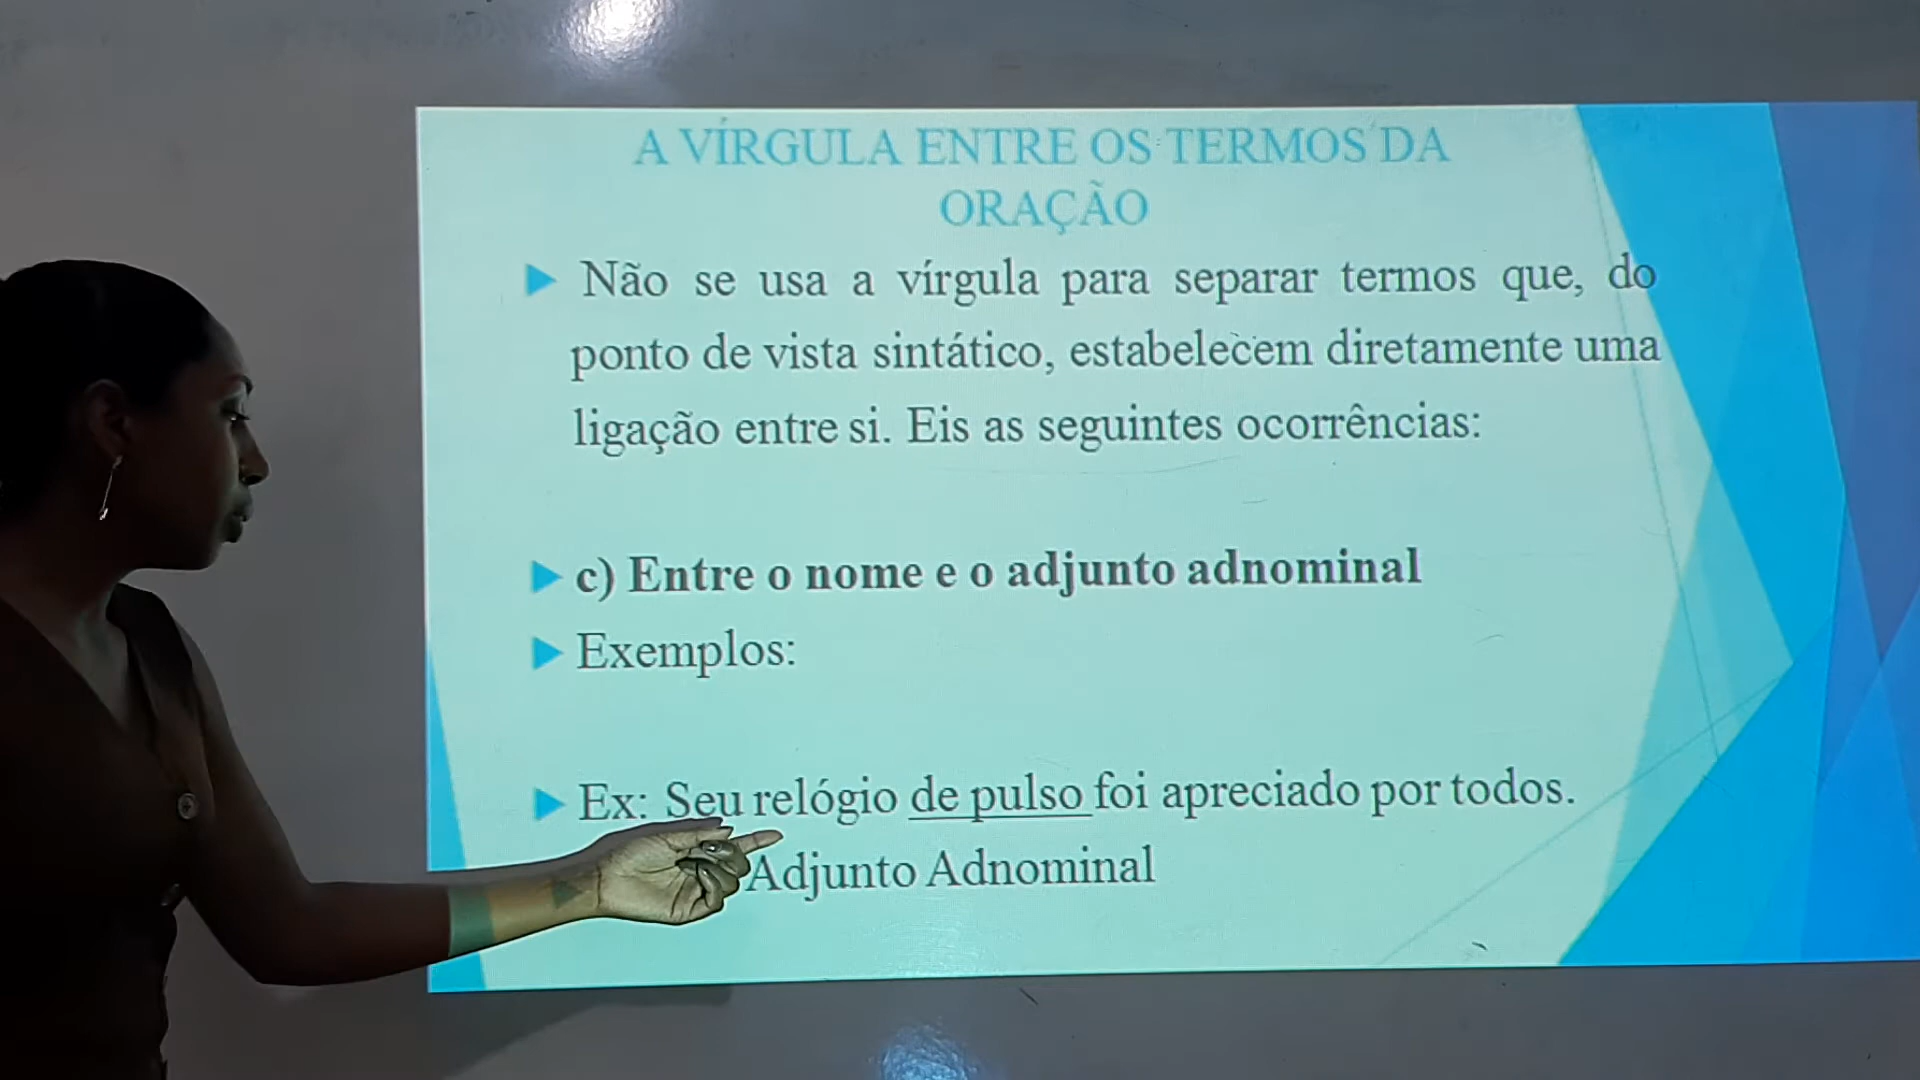 A VÍRGULA ENTRE OS TERMOS DA
ORAÇÃO
Não se usa a vírgula para separar termos que, do
ponto de vista sintático, estabelecem diretamente uma
ligação entre si. Eis as seguintes ocorrências:
c) Entre o nome e o adjunto adnominal
Exemplos:
Ex: Seu relógio de pulso foi apreciado por todos.
Adjunto Adnominal